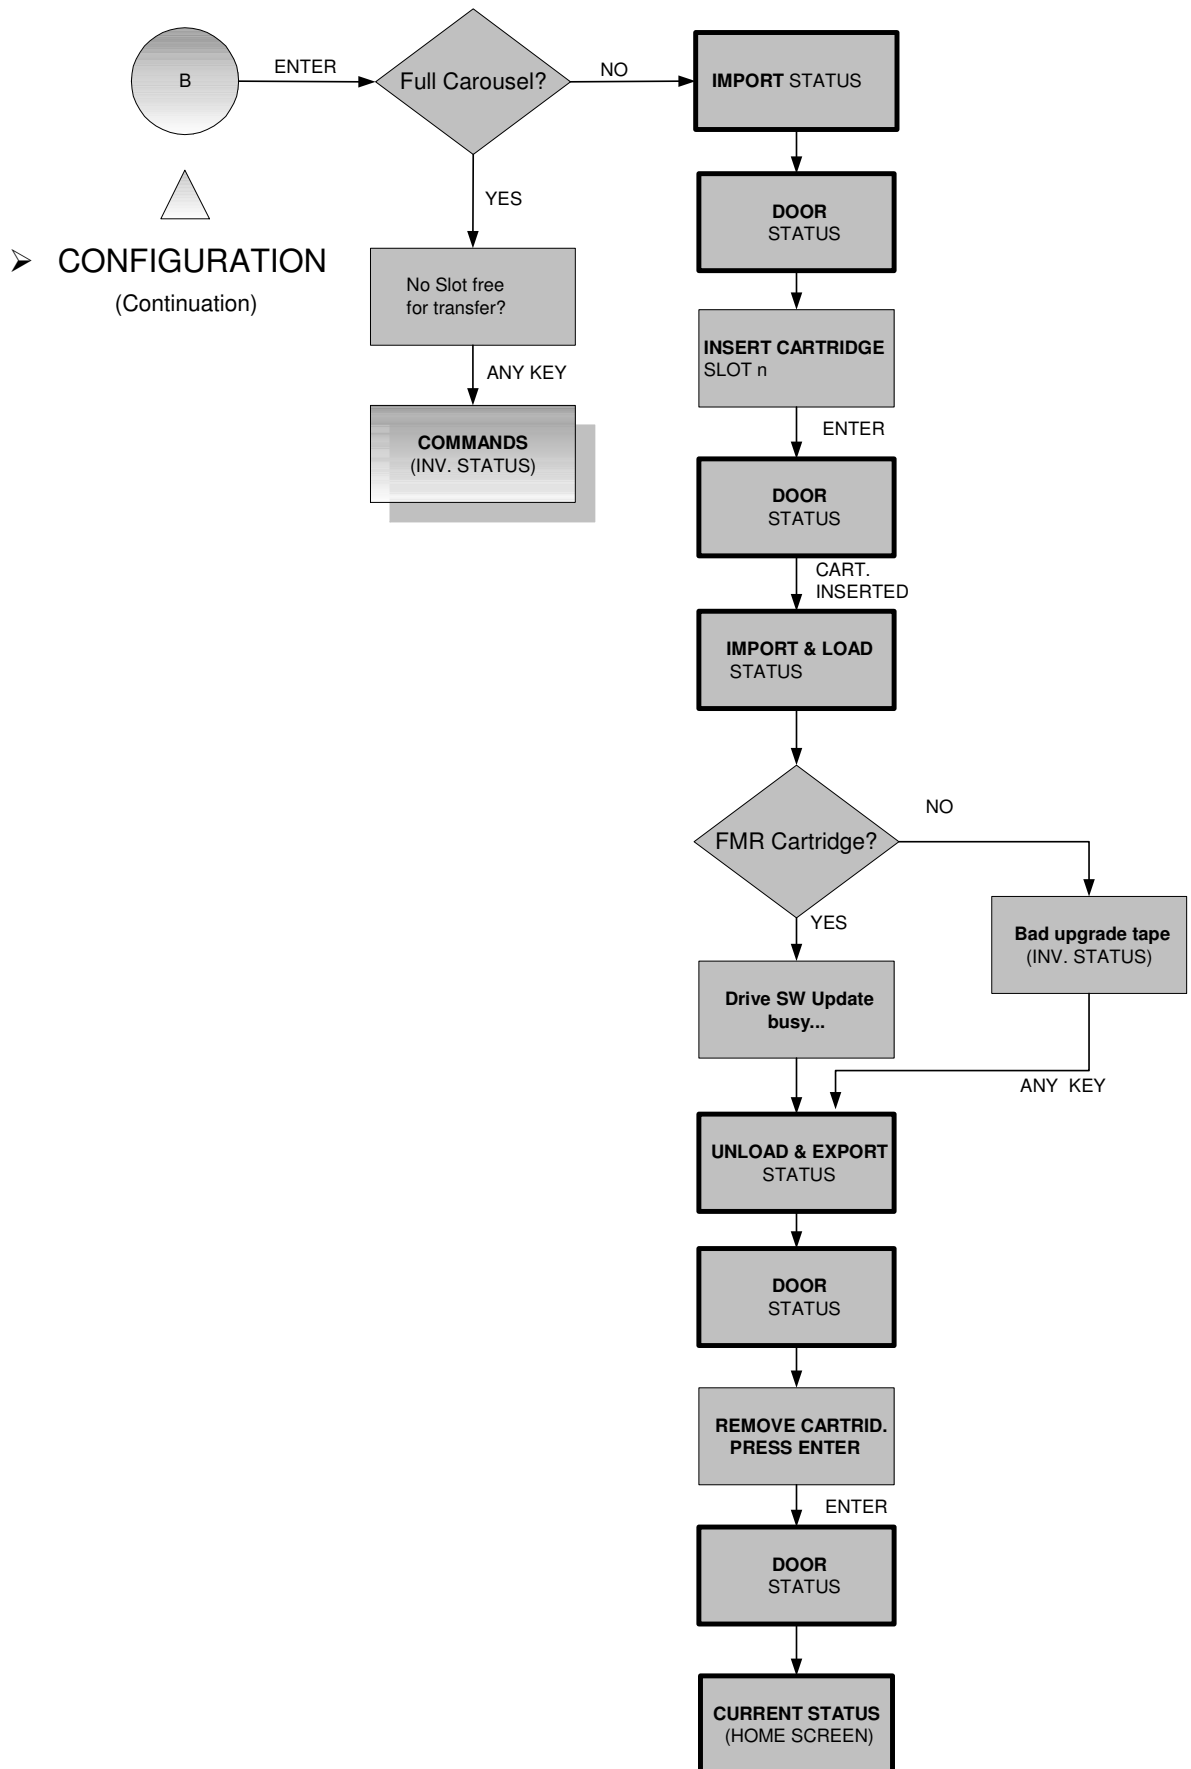 B
ENTER
Full Carousel?
NO
IMPORT STATUS
YES
DOOR
STATUS
➢ CONFIGURATION
(Continuation)
No Slot free
for transfer?
INSERT CARTRIDGE
SLOT n
ANY KEY
ENTER
COMMANDS
(INV. STATUS)
DOOR
STATUS
CART.
INSERTED
IMPORT & LOAD
STATUS
FMR Cartridge?
NO
YES
Bad upgrade tape
(INV. STATUS)
Drive SW Update
busy...
ANY KEY
UNLOAD & EXPORT
STATUS
DOOR
STATUS
REMOVE CARTRID.
PRESS ENTER
ENTER
DOOR
STATUS
CURRENT STATUS
(HOME SCREEN)